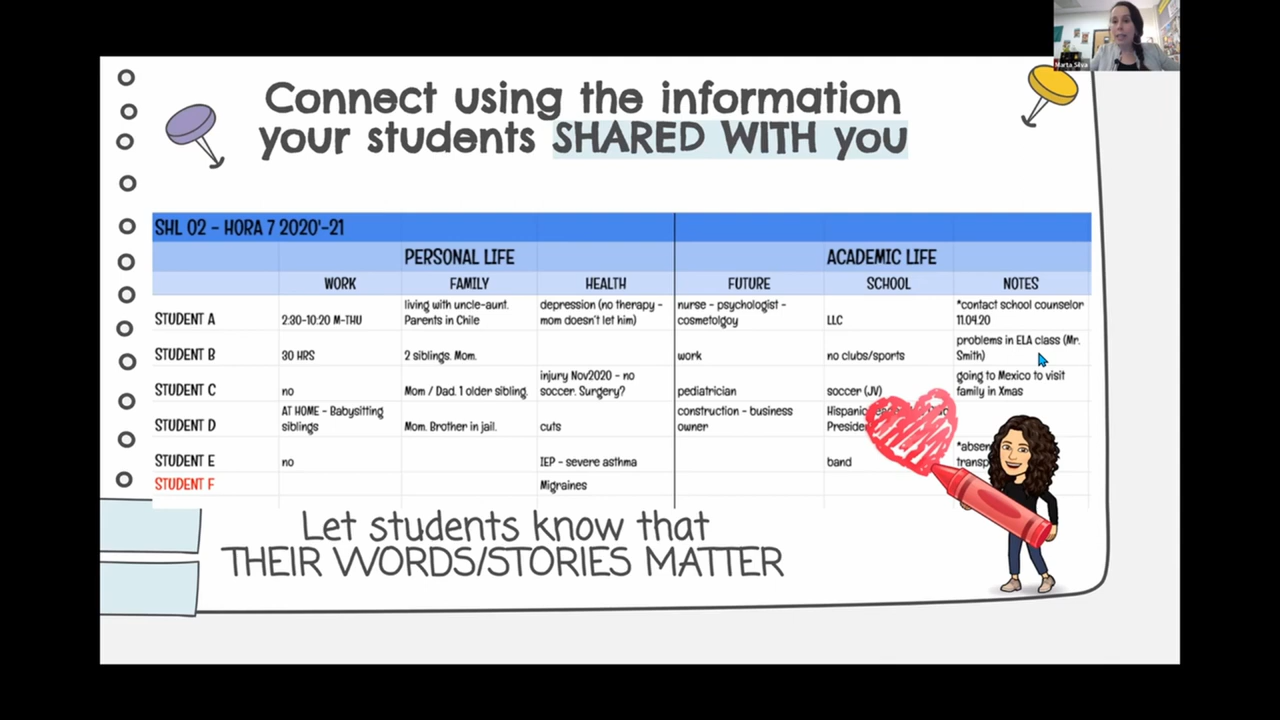 Marta Silva
Connect using the information
your students SHARED WITH you
SHL 02 - HORA 7 2020'-21
PERSONAL LIFE ACADEMIC LIFE
WORK FAMILY HEALTH FUTURE SCHOOL NOTES
living with uncle-aunt. depression (no therapy - nurse - psychologist - *contact school counselor
STUDENT A 2:30-10:20 M-THU Parents in Chile mom doesn't let him) cosmetolgoy LLC 11.04.20
problems in ELA class (Mr.
STUDENT B 30 HRS 2 siblings. Mom. work no clubs/sports Smith)
injury Nov2020 - no going to Mexico to visit
STUDENT C no Mom / Dad. 1 older sibling. soccer. Surgery? pediatrician soccer (JV) family in Xmas
AT HOME - Babysitting construction - business Hispanic
STUDENT D siblings Mom. Brother in jail. cuts owner
STUDENT E no IEP - severe asthma band
STUDENT F Migraines
Let students know that
THEIR WORDS/STORIES MATTER